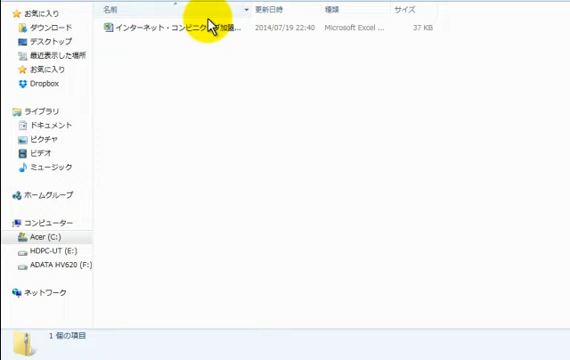 お気に入り
ダウンロード
デスクトップ
最近表示した場所
お気に入り
Dropbox
ライブラリ
ドキュメント
ピクチャ
ビデオ
ミュージック
ホームグループ
コンピューター
Acer (C:)
HDPC-UT (E:)
ADATA HV620 (F:)
ネットワーク
名前 更新日時 種類 サイズ
インターネット・コンビニ 加盟... 2014/07/19 22:40 Microsoft Excel ... 37 KB
1 個の項目